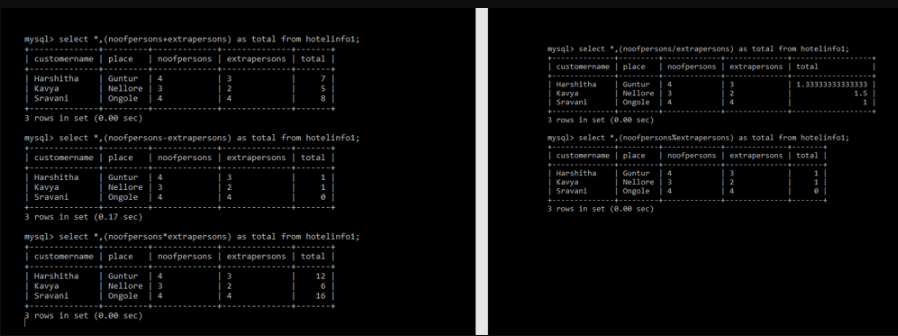 mysql> select *,(noofpersons+extrapersons) as total from hotelinfo1;
| customername | place | noofpersons | extrapersons | total |
| Harshitha | Guntur | 4 | 3 | 7 |
| Kavya | Nellore | 3 | 2 | 5 |
| Sravani | Ongole | 4 | 4 | 8 |
3 rows in set (0.00 sec)
mysql> select *,(noofpersons-extrapersons) as total from hotelinfo1;
| customername | place | noofpersons | extrapersons | total |
| Harshitha | Guntur | 4 | 3 | 1 |
| Kavya | Nellore | 3 | 2 | 1 |
| Sravani | Ongole | 4 | 4 | 0 |
3 rows in set (0.17 sec)
mysql> select *,(noofpersons*extrapersons) as total from hotelinfo1;
| customername | place | noofpersons | extrapersons | total |
| Harshitha | Guntur | 4 | 3 | 12 |
| Kavya | Nellore | 3 | 2 | 6 |
| Sravani | Ongole | 4 | 4 | 16 |
3 rows in set (0.00 sec)
mysql> select *,(noofpersons/extrapersons) as total from hotelinfo1;
| customername | place | noofpersons | extrapersons | total |
| Harshitha | Guntur | 4 | 3 | 1.33333333333333 |
| Kavya | Nellore | 3 | 2 | 1.5 |
| Sravani | Ongole | 4 | 4 | 1 |
3 rows in set (0.00 sec)
mysql> select *,(noofpersons%extrapersons) as total from hotelinfo1;
| customername | place | noofpersons | extrapersons | total |
| Harshitha | Guntur | 4 | 3 | 1 |
| Kavya | Nellore | 3 | 2 | 1 |
| Sravani | Ongole | 4 | 4 | 0 |
3 rows in set (0.00 sec)